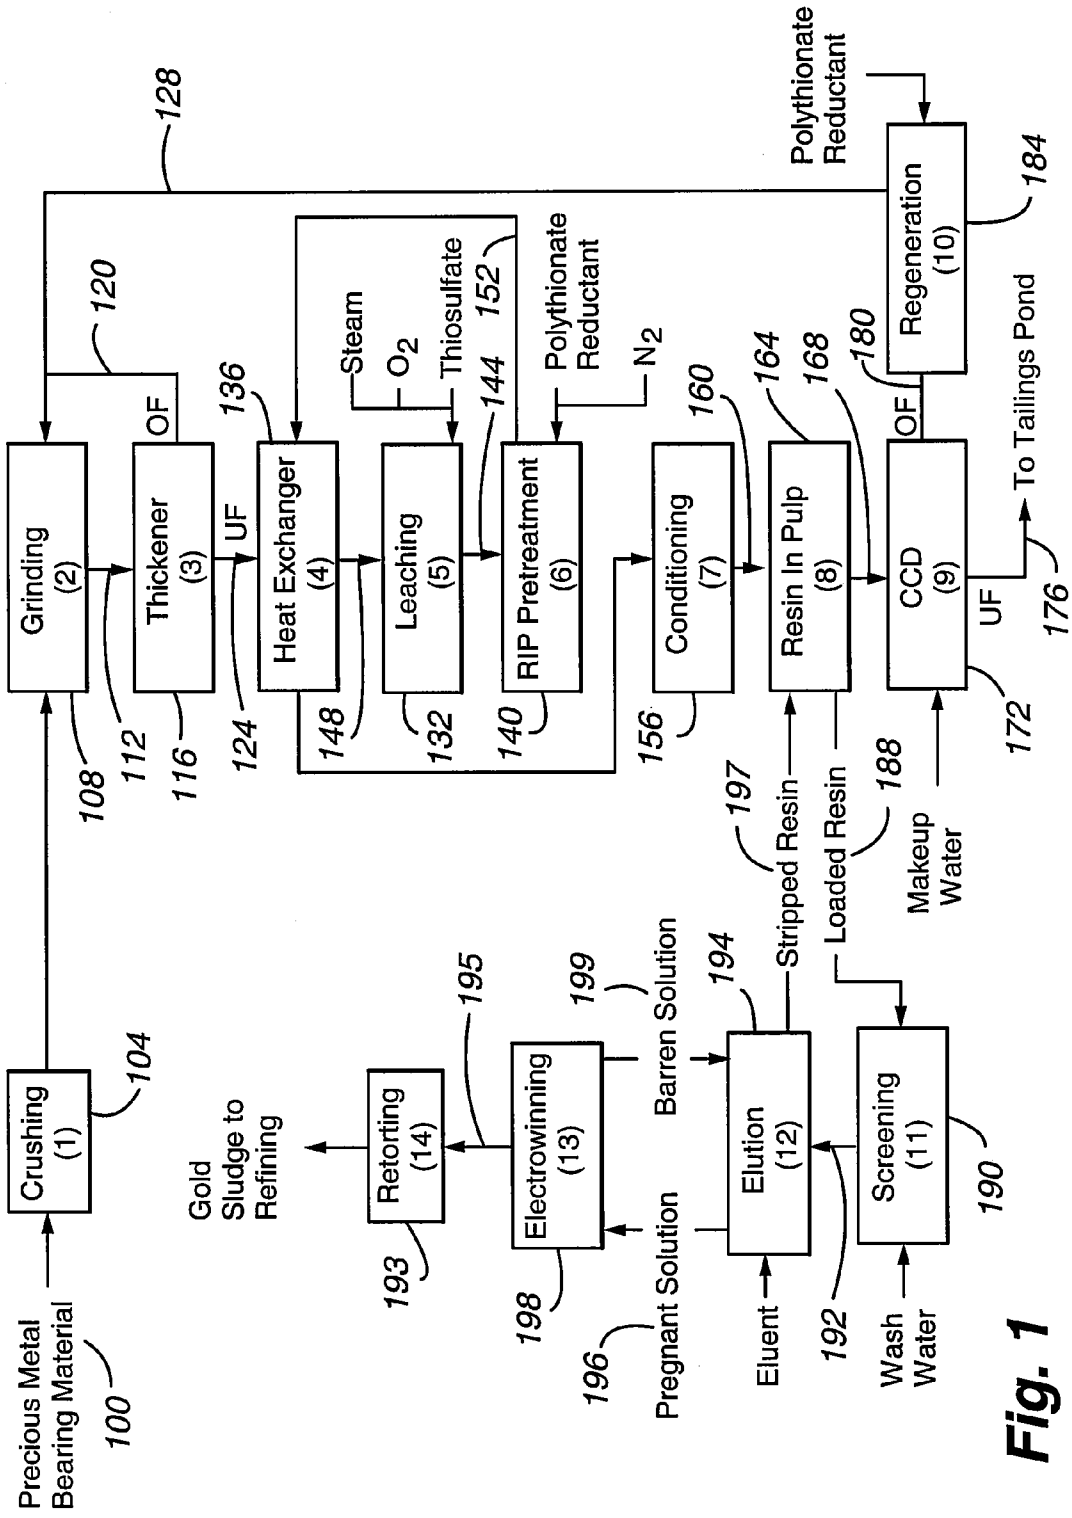 Precious Metal
Bearing Material
100
Crushing
(1)
104
Grinding
(2)
108
112
Thickener
(3)
116
OF
120
128
UF
124
Heat Exchanger
(4)
136
148
Steam
O2
Thiosulfate
Leaching
(5)
132
144
152
RIP Pretreatment
(6)
140
Polythionate
Reductant
N2
Conditioning
(7)
156
160
Resin In Pulp
(8)
164
168
CCD
(9)
172
OF
180
UF
176
To Tailings Pond
Regeneration
(10)
184
Polythionate
Reductant
Makeup
Water
Stripped Resin
197
Loaded Resin
188
Gold
Sludge to
Refining
Retorting
(14)
193
195
Electrowinning
(13)
198
Barren Solution
199
Pregnant Solution
196
Elution
(12)
194
Eluent
192
Screening
(11)
190
Wash
Water
Fig. 1